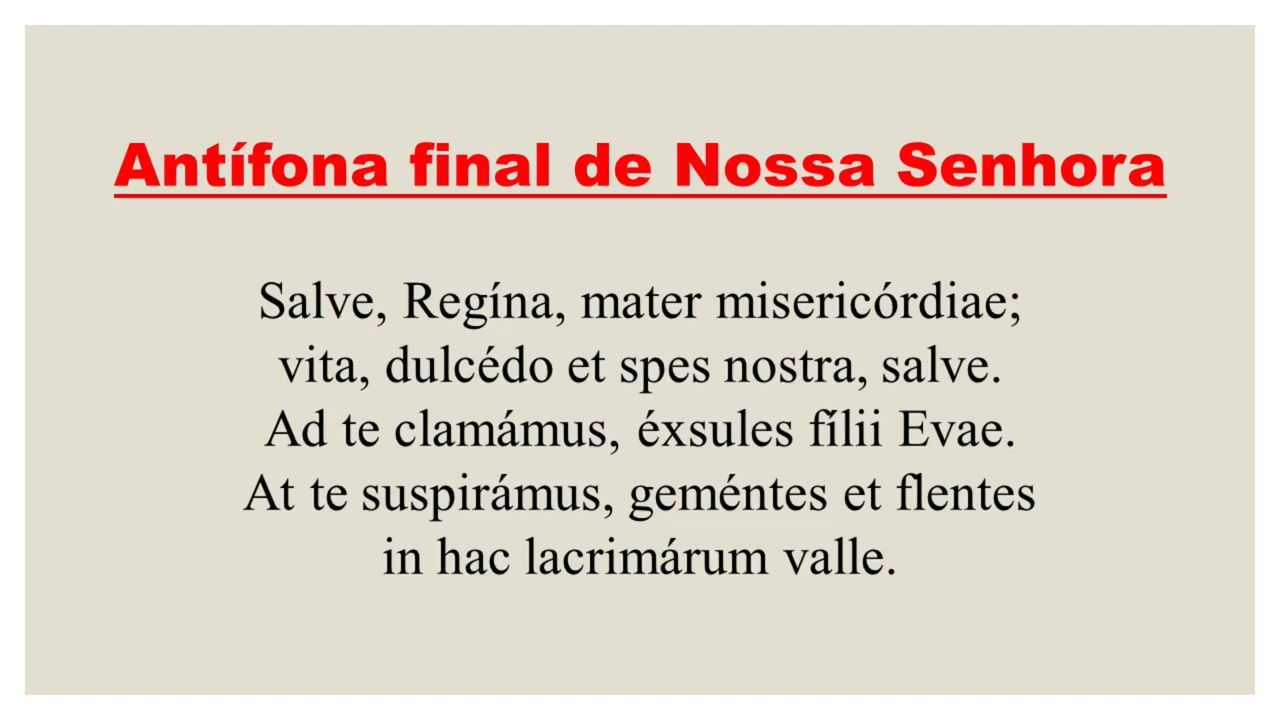 Antífona final de Nossa Senhora
Salve, Regína, mater misericórdiae;
vita, dulcédo et spes nostra, salve.
Ad te clamámus, éxsules fílii Evae.
At te suspirámus, geméntes et flentes
in hac lacrimárum valle.